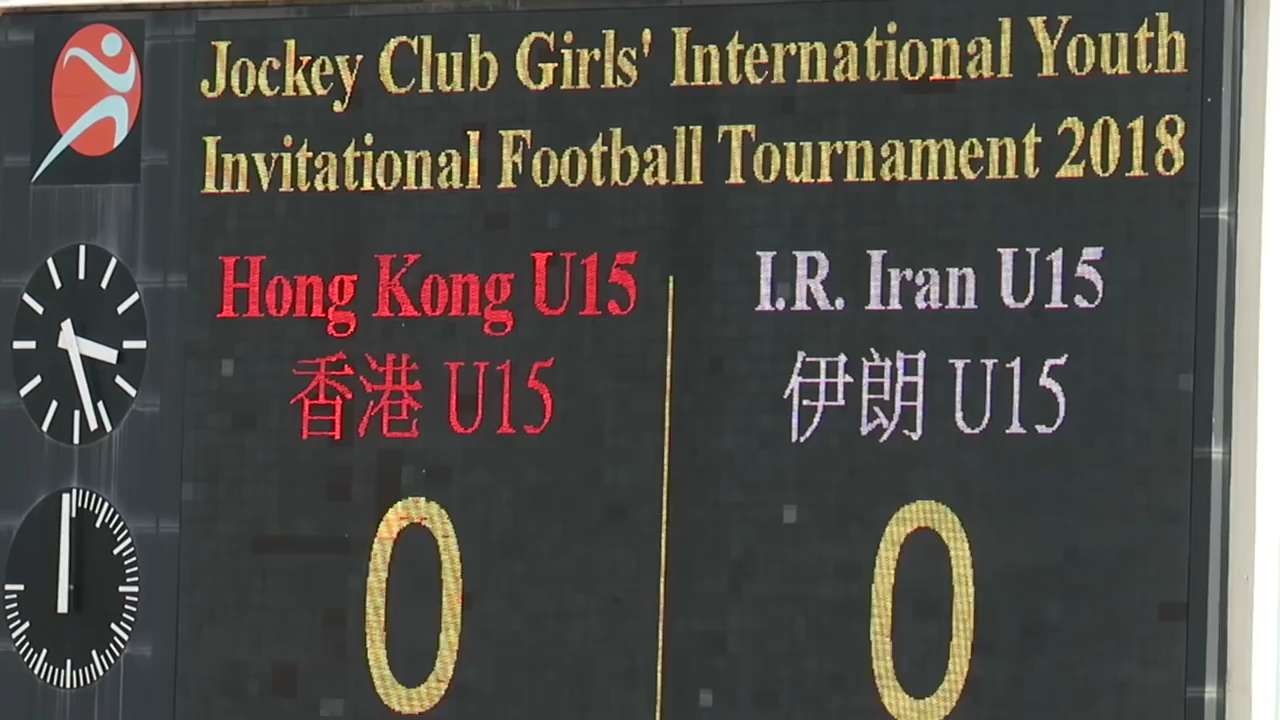 Jockey Club Girls' International Youth
Invitational Football Tournament 2018
Hong Kong U15
I.R. Iran U15
香港 U15
伊朗 U15
0
0